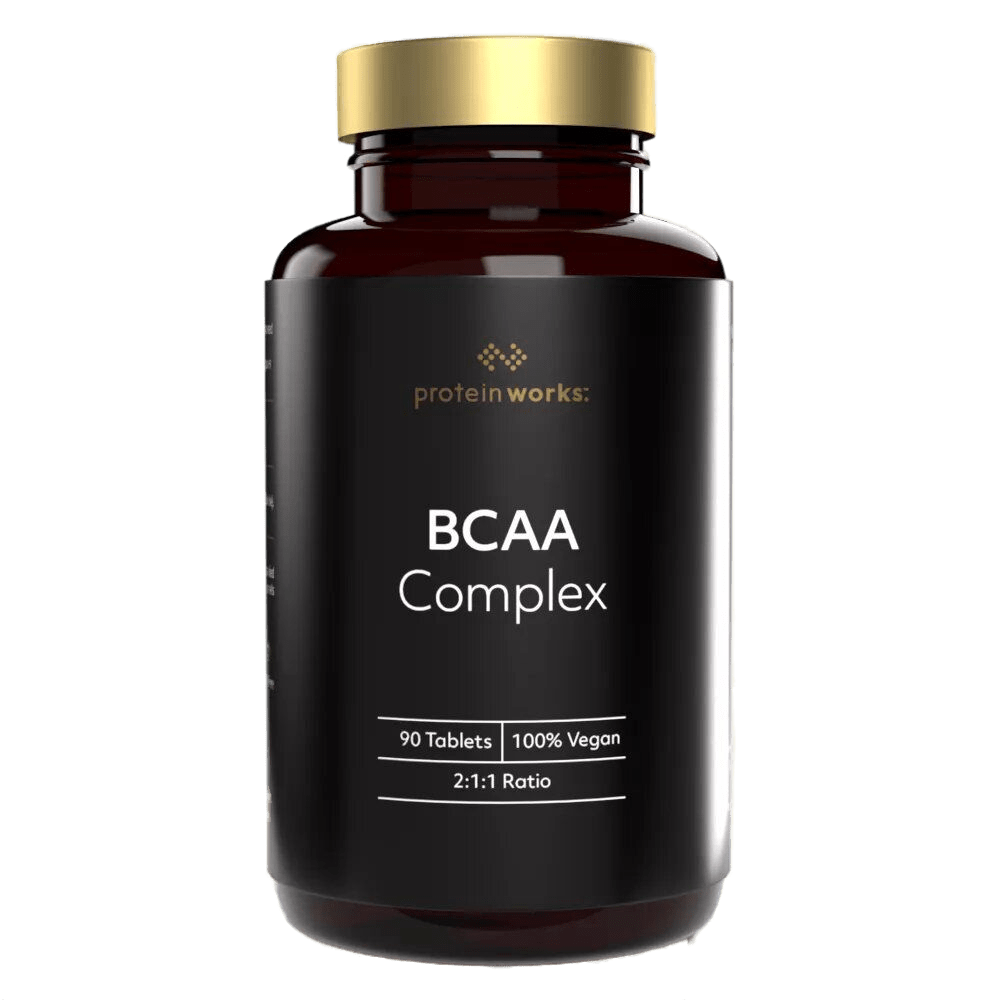 protein works:
BCAA
Complex
90 Tablets | 100% Vegan
2:1:1 Ratio